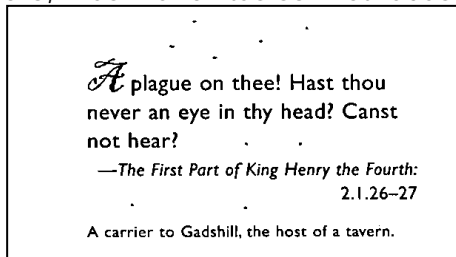 A plague on thee! Hast thou
never an eye in thy head? Canst
not hear?
—The First Part of King Henry the Fourth:
2.1.26–27
A carrier to Gadshill, the host of a tavern.